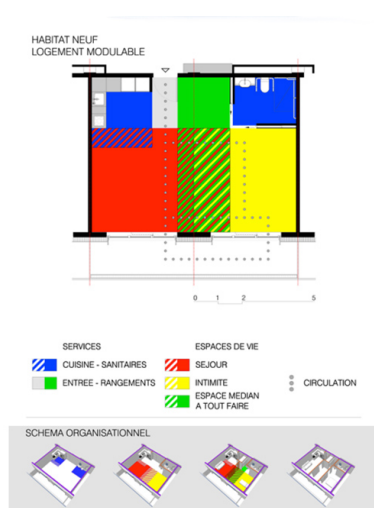 HABITAT NEUF
LOGEMENT MODULABLE
0 1 2 5
SERVICES
ESPACES DE VIE
CUISINE - SANITAIRES
SEJOUR
ENTREE - RANGEMENTS
INTIMITE
CIRCULATION
ESPACE MEDIAN
A TOUT FAIRE
SCHEMA ORGANISATIONNEL